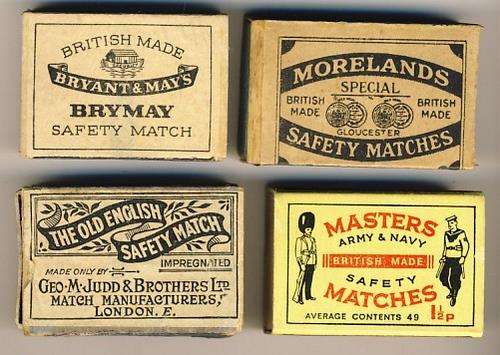 BRITISH MADE
BRYANT & MAY'S
BRYMAY
SAFETY MATCH
MORELANDS
SPECIAL
BRITISH MADE
BRITISH MADE
GLOUCESTER
SAFETY MATCHES
THE OLD ENGLISH
SAFETY MATCH
IMPREGNATED
MADE ONLY BY
GEO. M. JUDD & BROTHERS LTD
MATCH MANUFACTURERS,
LONDON. E.
MASTERS
ARMY & NAVY
BRITISH MADE
SAFETY
MATCHES
AVERAGE CONTENTS 49
1½P